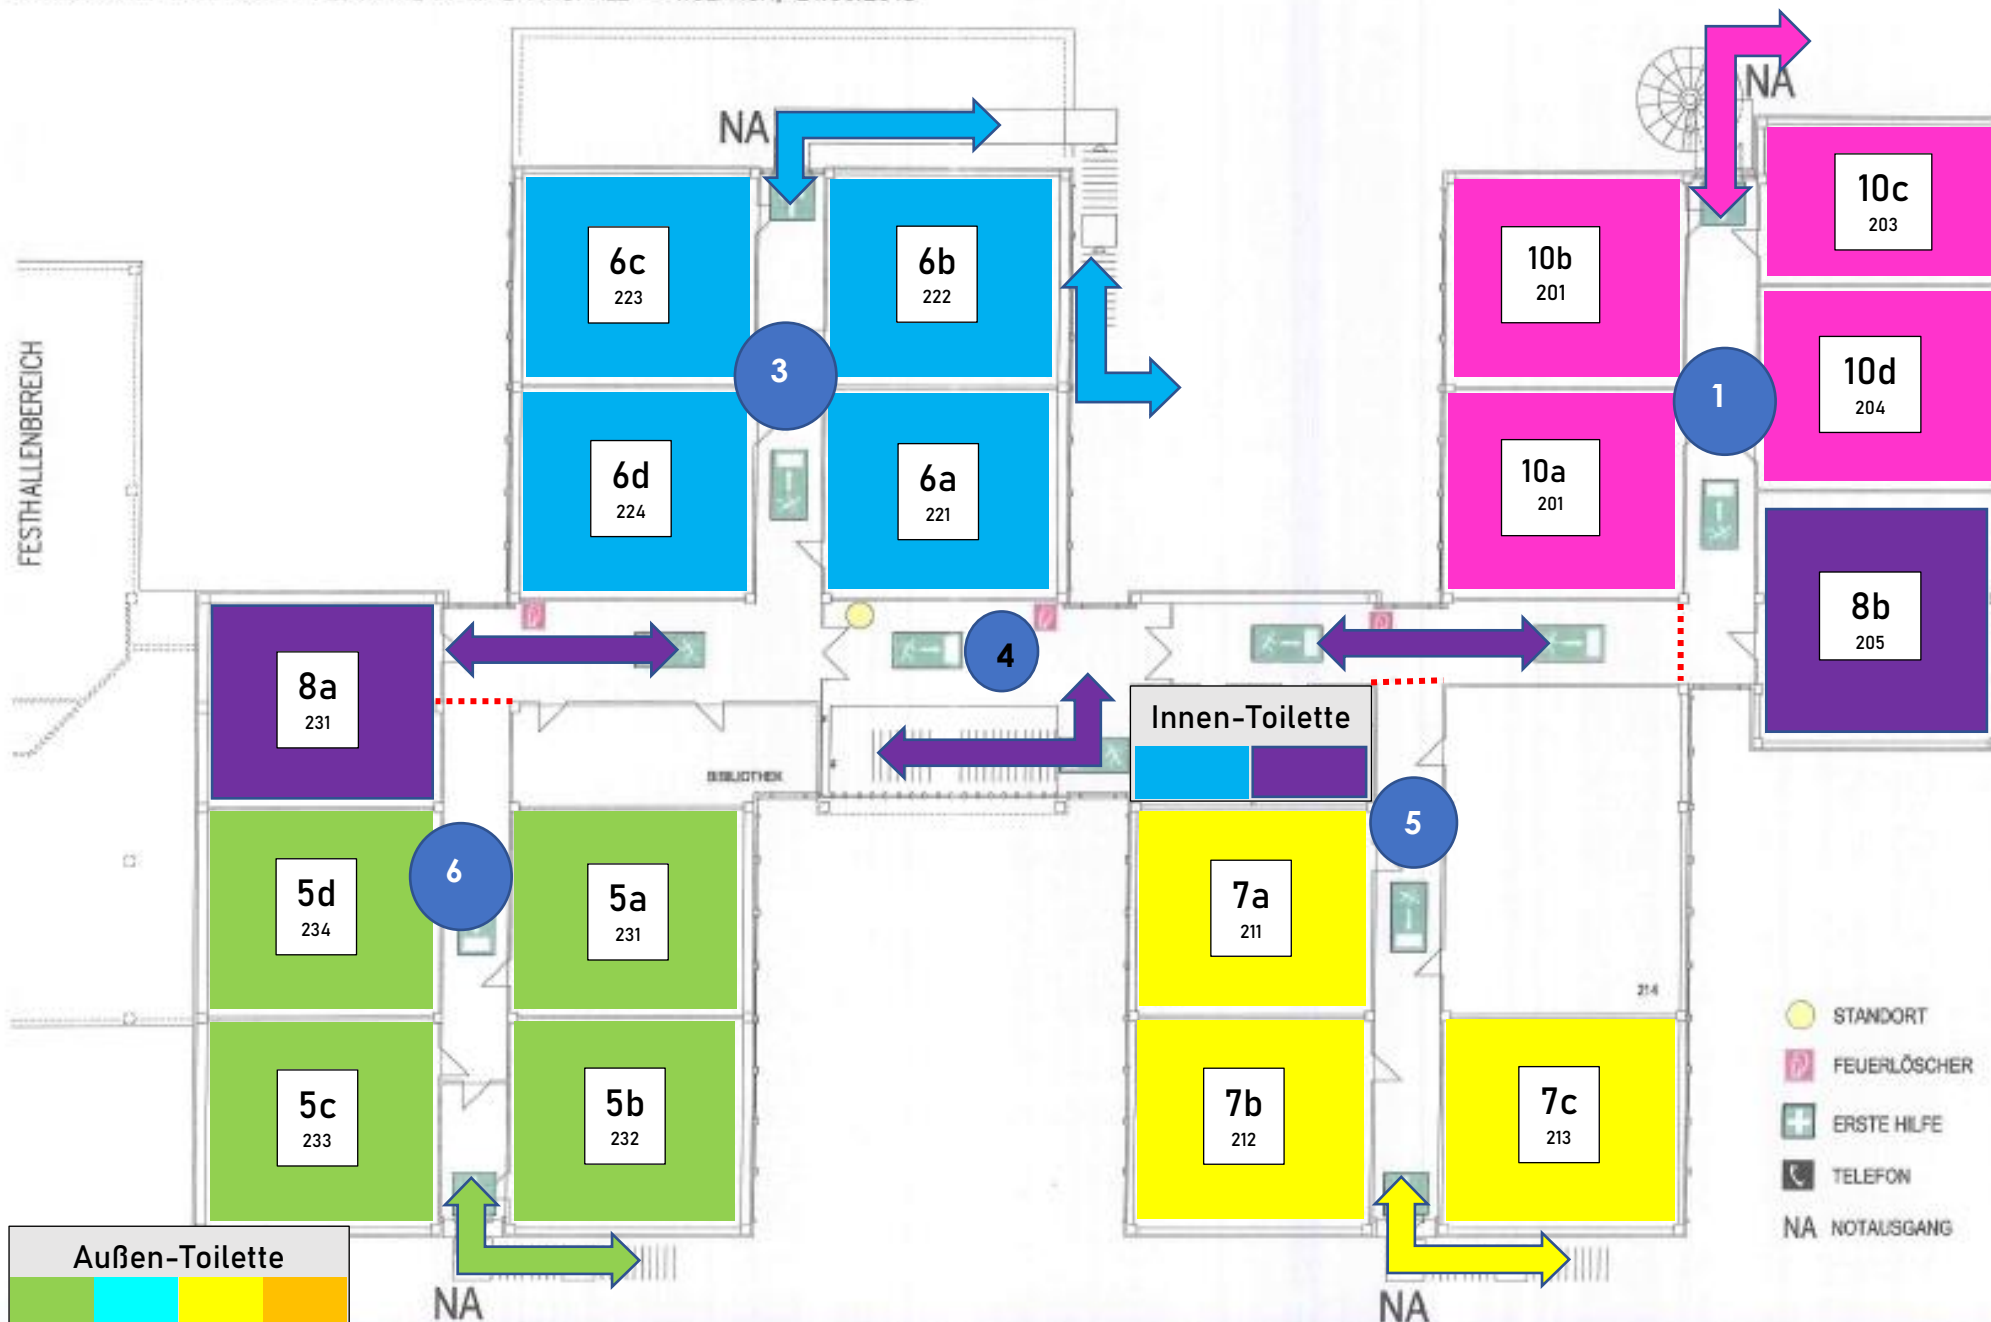 NA
NA
6c
223
6b
222
10b
201
10c
203
3
1
10d
204
FESTHALLENBEREICH
6d
224
6a
221
10a
201
8a
231
4
8b
205
Innen-Toilette
BIBLIOTHEK
5
6
5d
234
5a
231
7a
211
214
5c
233
5b
232
7b
212
7c
213
STANDORT
FEUERLÖSCHER
ERSTE HILFE
TELEFON
NA NOTAUSGANG
Außen-Toilette
NA
NA